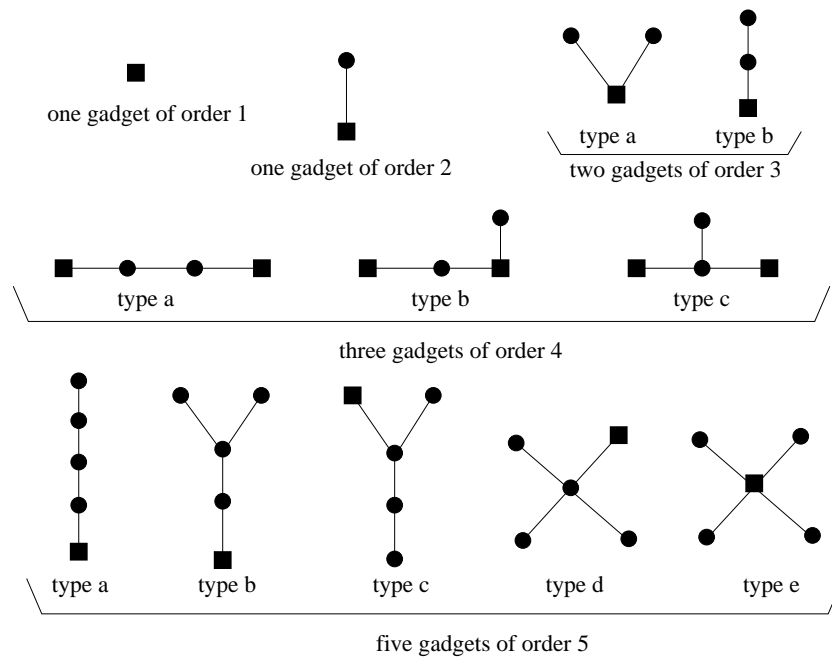 one gadget of order 1
one gadget of order 2
type a type b
two gadgets of order 3
type a type b type c
three gadgets of order 4
type a type b type c type d type e
five gadgets of order 5